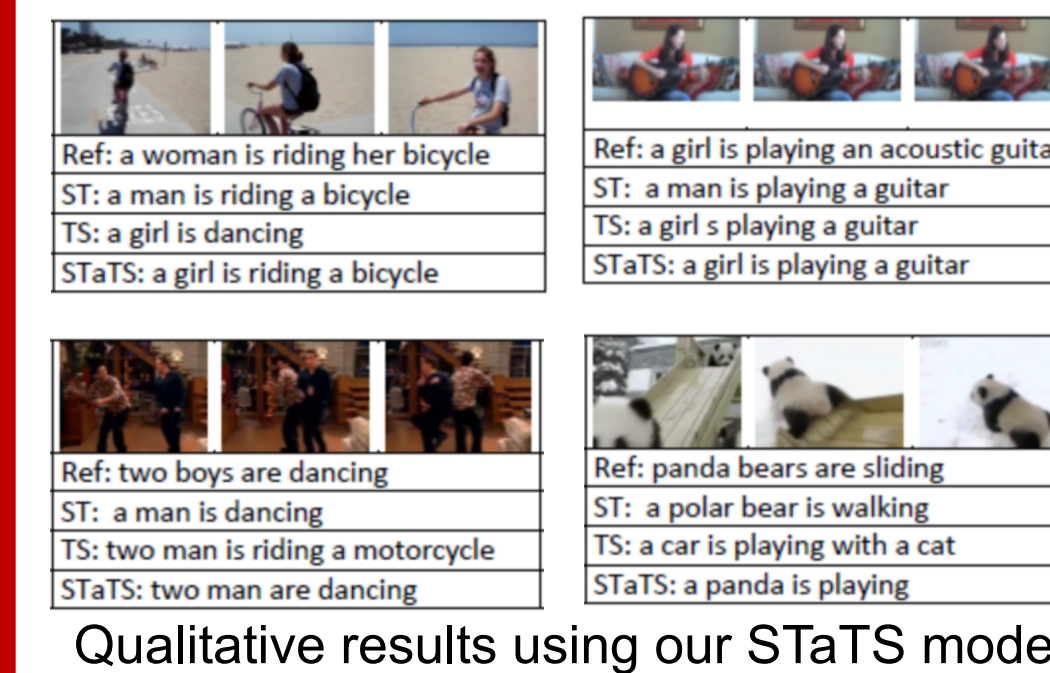 Ref: a woman is riding her bicycle
ST: a man is riding a bicycle
TS: a girl is dancing
STaTS: a girl is riding a bicycle
Ref: a girl is playing an acoustic guita
ST: a man is playing a guitar
TS: a girl s playing a guitar
STaTS: a girl is playing a guitar
Ref: two boys are dancing
ST: a man is dancing
TS: two man is riding a motorcycle
STaTS: two man are dancing
Ref: panda bears are sliding
ST: a polar bear is walking
TS: a car is playing with a cat
STaTS: a panda is playing
Qualitative results using our STaTS mode